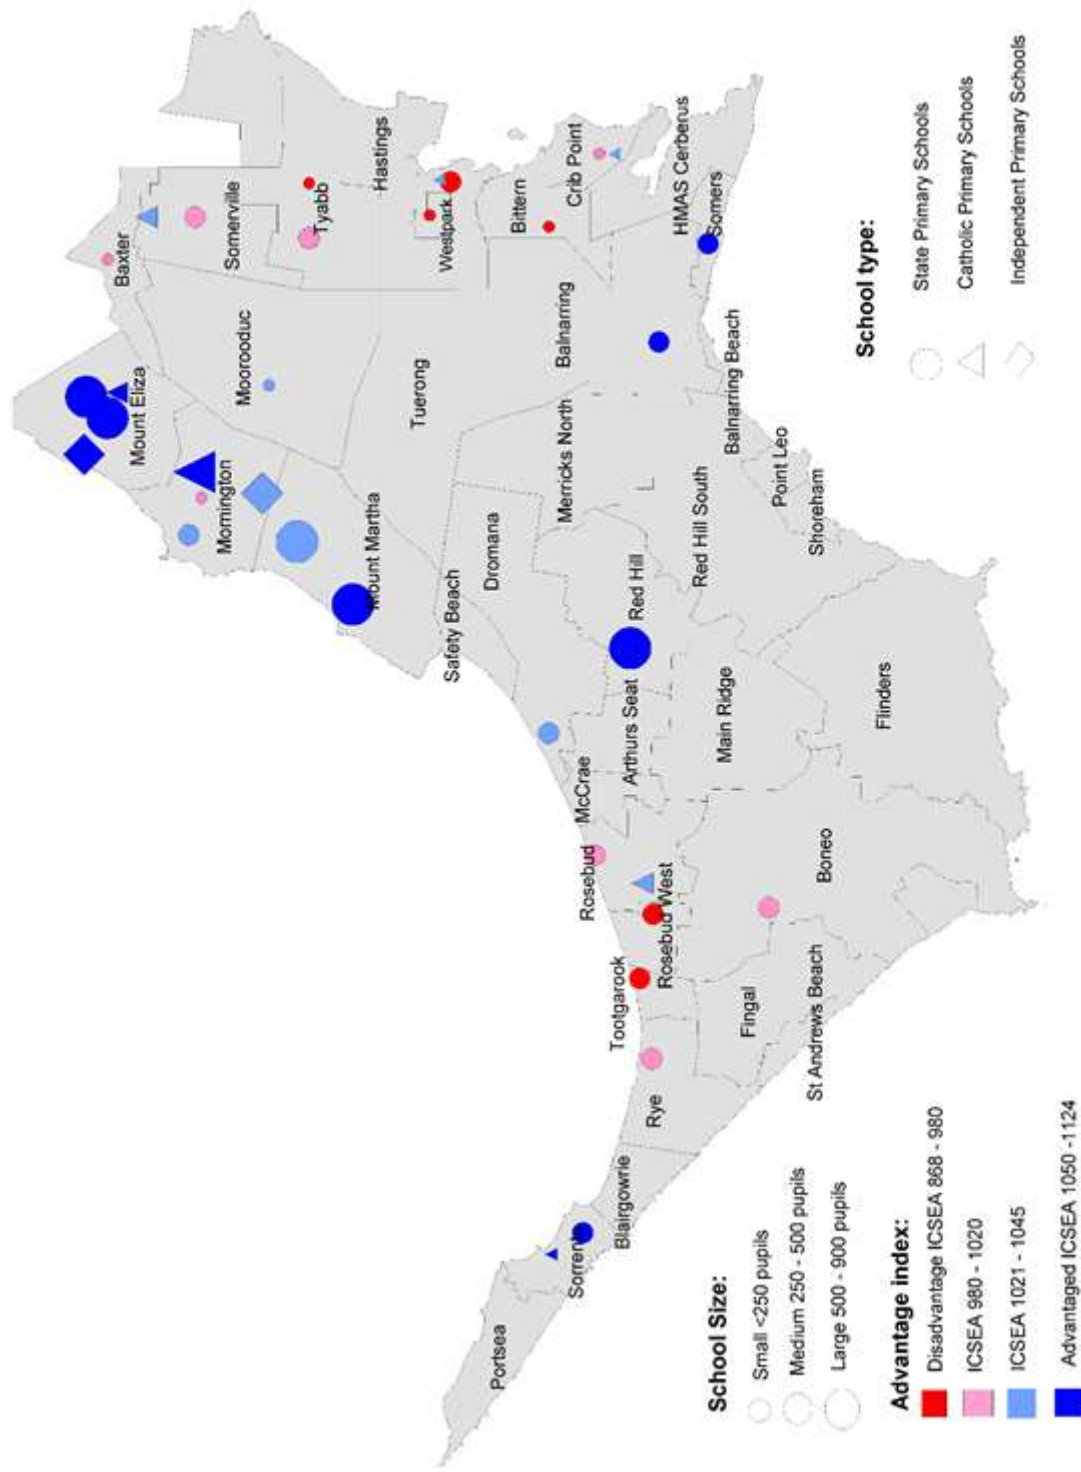 Baxter
Somerville
Tyabb
Hastings
Westpark
Bittern
Crib Point
HMAS Cerberus
Somers
Mount Eliza
Moorooduc
Mornington
Tuerong
Balnarring
Balnarring Beach
Mount Martha
Safety Beach
Dromana
Merricks North
Red Hill South
Point Leo
Shoreham
Red Hill
Arthurs Seat
Main Ridge
Flinders
McCrae
Rosebud
Rosebud West
Boneo
Tootgarook
Fingal
St Andrews Beach
Rye
Blairgowrie
Sorrent
Portsea
School Size:
Small <250 pupils
Medium 250 - 500 pupils
Large 500 - 900 pupils
Advantage index:
Disadvantage ICSEA 868 - 980
ICSEA 980 - 1020
ICSEA 1021 - 1045
Advantaged ICSEA 1050 -1124
School type:
State Primary Schools
Catholic Primary Schools
Independent Primary Schools